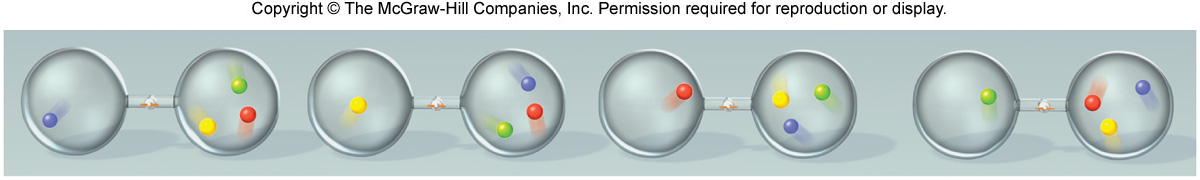 Copyright © The McGraw-Hill Companies, Inc. Permission required for reproduction or display.